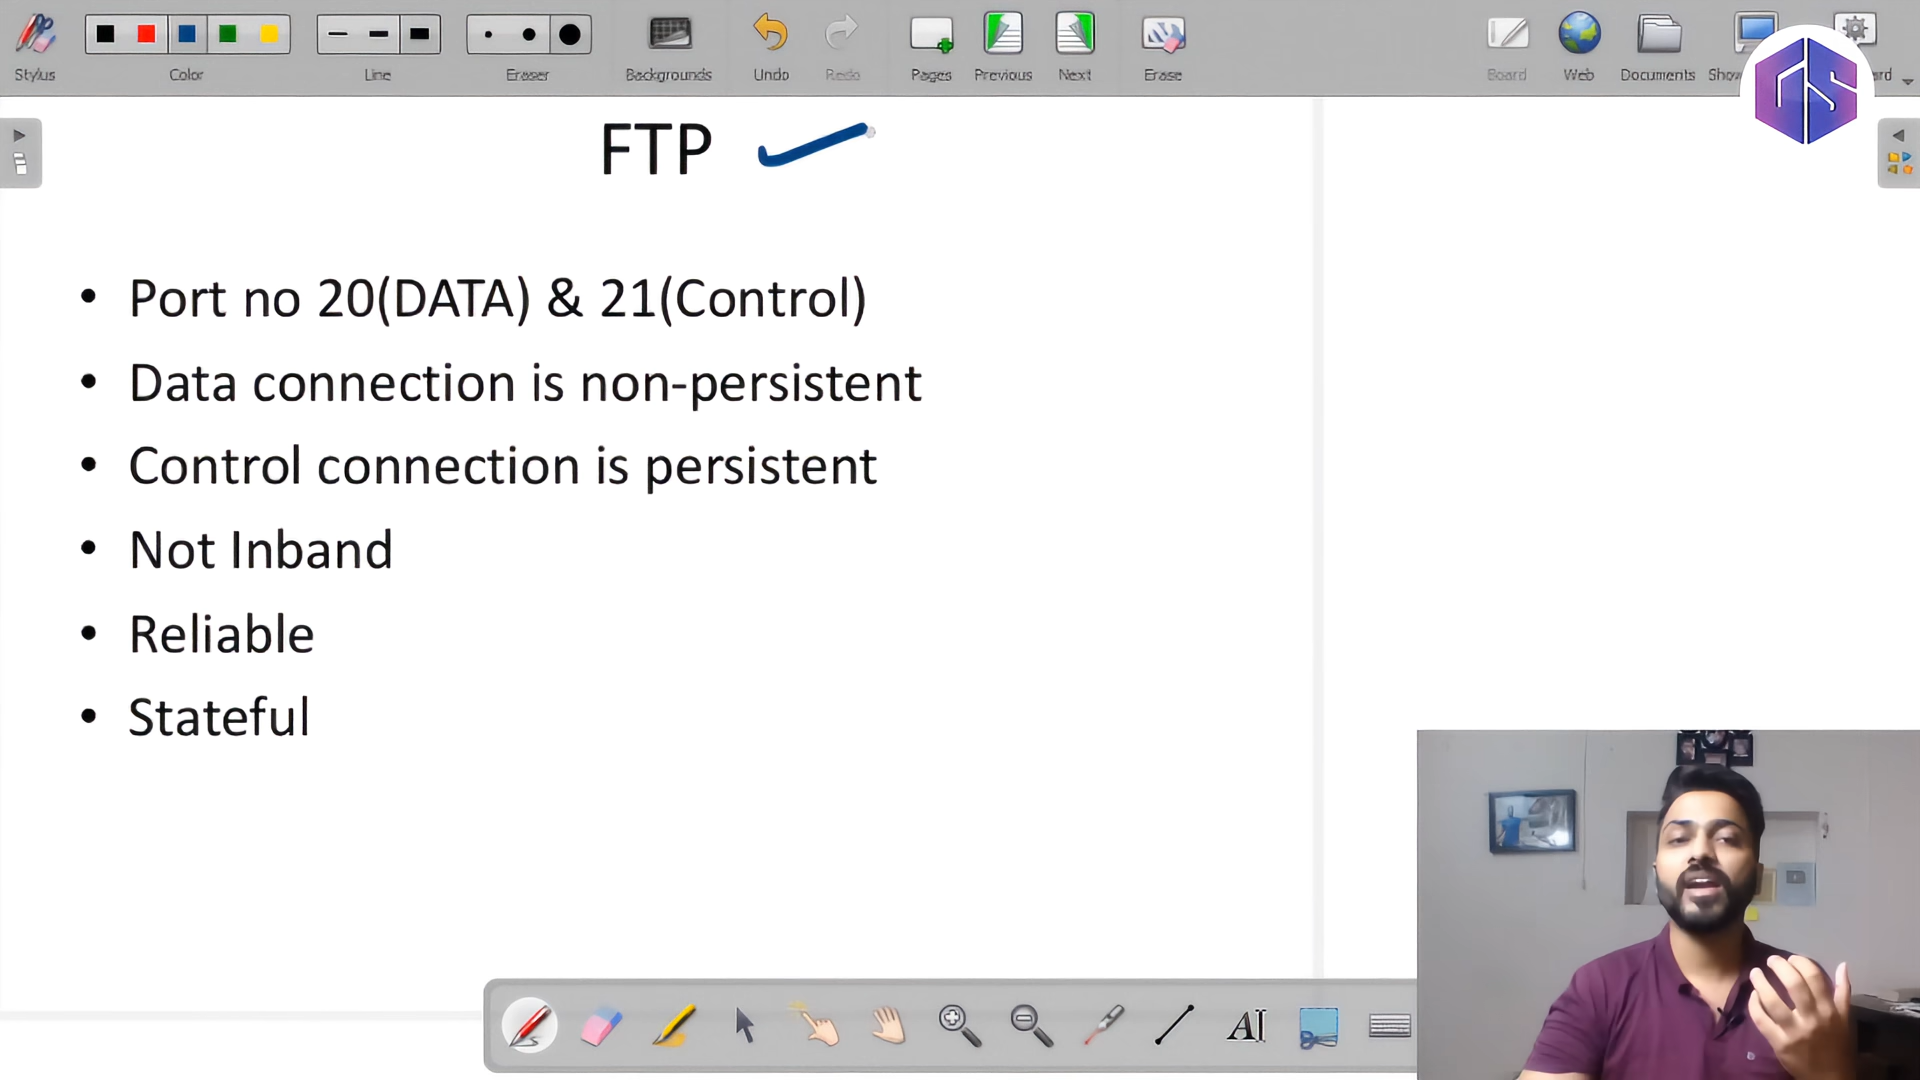 Stylus
Color
Line
Eraser
Backgrounds
Undo
Redo
Pages
Previous
Next
Erase
Board
Web
Documents
FTP
• Port no 20(DATA) & 21(Control)
• Data connection is non-persistent
• Control connection is persistent
• Not Inband
• Reliable
• Stateful
AI